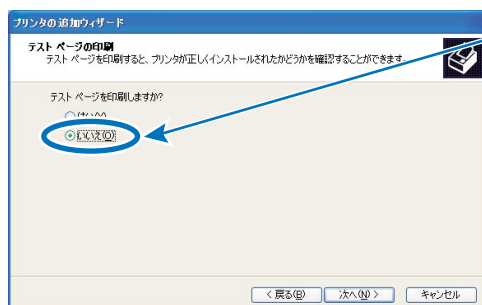 プリンタの追加ウィザード
テスト ページの印刷
テスト ページを印刷すると、プリンタが正しくインストールされたかどうかを確認することができます。
テスト ページを印刷しますか?
いいえ(O)
< 戻る(B)
次へ(N) >
キャンセル